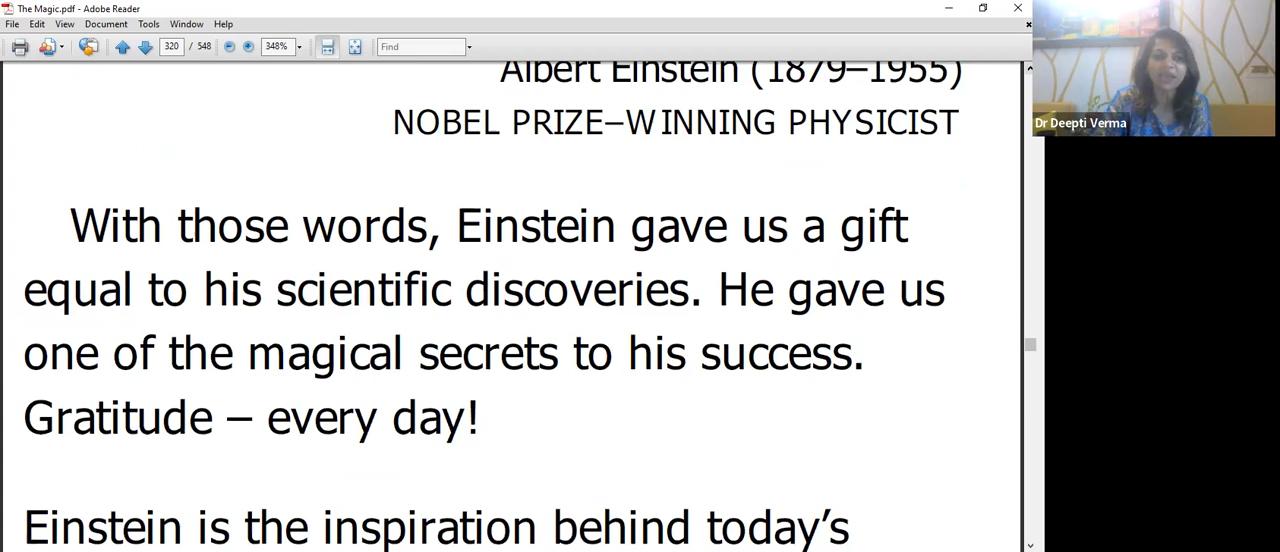 The Magic.pdf - Adobe Reader
File Edit View Document Tools Window Help
320 / 548 348% Find
Albert Einstein (1879–1955)
NOBEL PRIZE–WINNING PHYSICIST
With those words, Einstein gave us a gift
equal to his scientific discoveries. He gave us
one of the magical secrets to his success.
Gratitude – every day!
Einstein is the inspiration behind today’s
Dr Deepti Verma